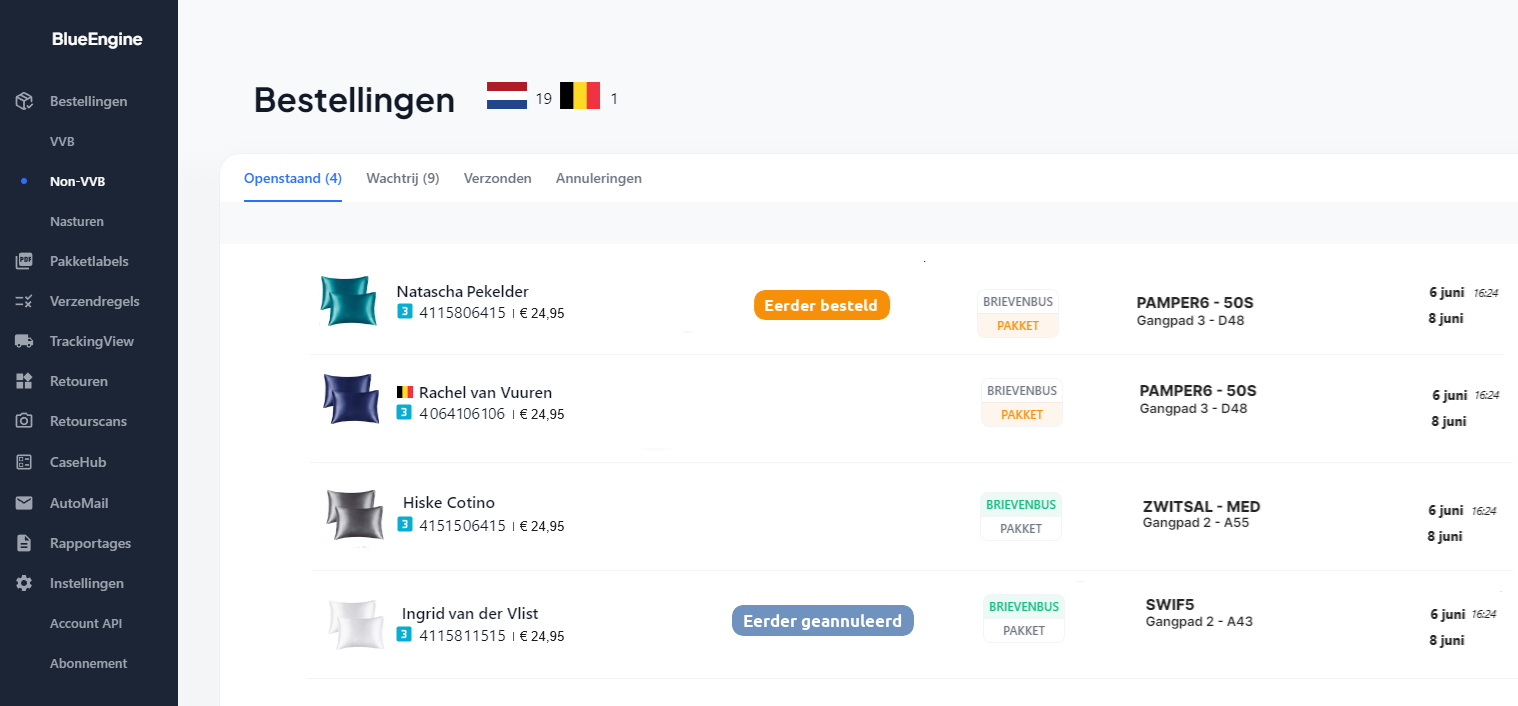 BlueEngine
Bestellingen
VVB
Non-VVB
Nasturen
Pakketlabels
Verzendregels
TrackingView
Retouren
Retourscans
CaseHub
AutoMail
Rapportages
Instellingen
Account API
Abonnement
Bestellingen 19 1
Openstaand (4) Wachtrij (9) Verzonden Annuleringen
Natascha Pekelder
3 4115806415 | € 24,95
Eerder besteld
BRIEVENBUS
PAKKET
PAMPER6 - 50S
Gangpad 3 - D48
6 juni 16:24
8 juni
Rachel van Vuuren
3 4064106106 | € 24,95
BRIEVENBUS
PAKKET
PAMPER6 - 50S
Gangpad 3 - D48
6 juni 16:24
8 juni
Hiske Cotino
3 4151506415 | € 24,95
BRIEVENBUS
PAKKET
ZWITSAL - MED
Gangpad 2 - A55
6 juni 16:24
8 juni
Ingrid van der Vlist
3 4115811515 | € 24,95
Eerder geannuleerd
BRIEVENBUS
PAKKET
SWIF5
Gangpad 2 - A43
6 juni 16:24
8 juni